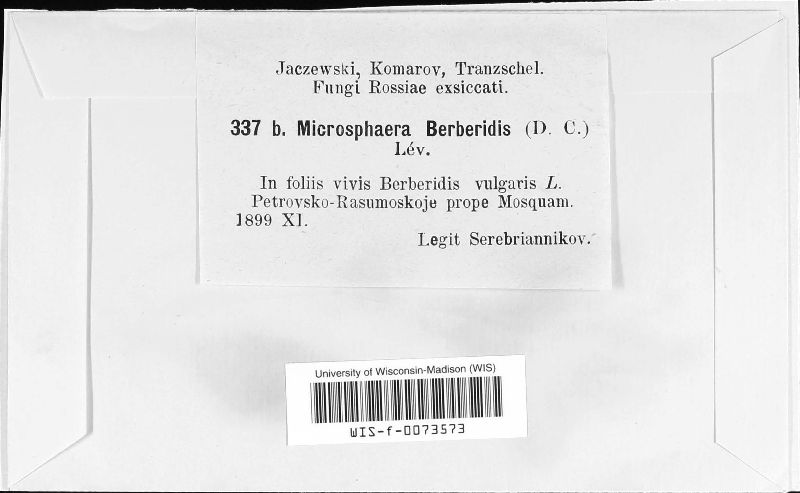 Jaczewski, Komarov, Tranzschel.
Fungi Rossiae exsiccati.
337 b. Microsphaera Berberidis (D. C.)
Lév.
In foliis vivis Berberidis vulgaris L.
Petrovsko-Rasumoskoje prope Mosquam.
1899 XI.
Legit Serebriannikov.
University of Wisconsin-Madison (WIS)
WIS-f-0073573